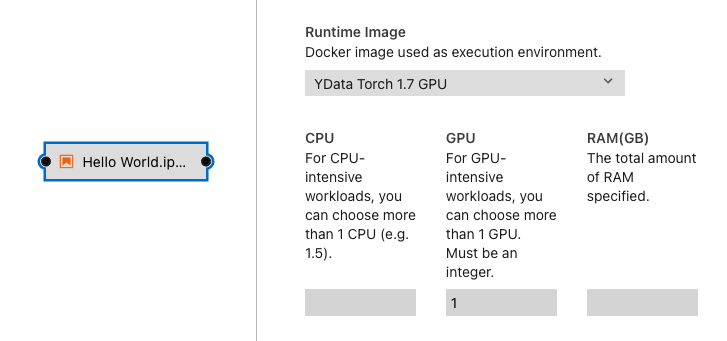 Runtime Image
Docker image used as execution environment.
YData Torch 1.7 GPU
Hello World.ip...
CPU
For CPU-
intensive
workloads, you
can choose more
than 1 CPU (e.g.
1.5).
GPU
For GPU-
intensive
workloads, you
can choose more
than 1 GPU.
Must be an
integer.
1
RAM(GB)
The total amount
of RAM
specified.